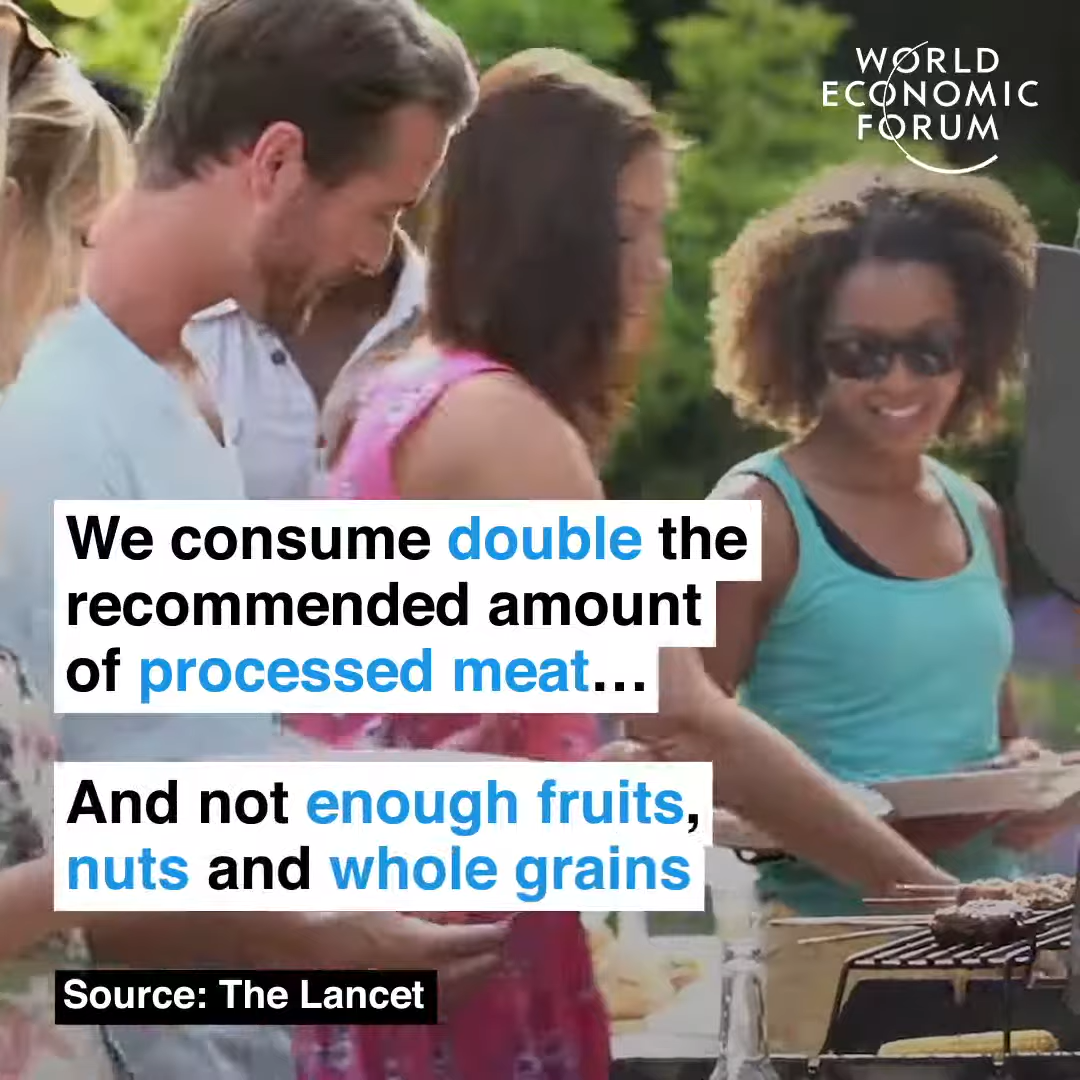 WORLD
ECONOMIC
FORUM
We consume double the
recommended amount
of processed meat...
And not enough fruits,
nuts and whole grains
Source: The Lancet